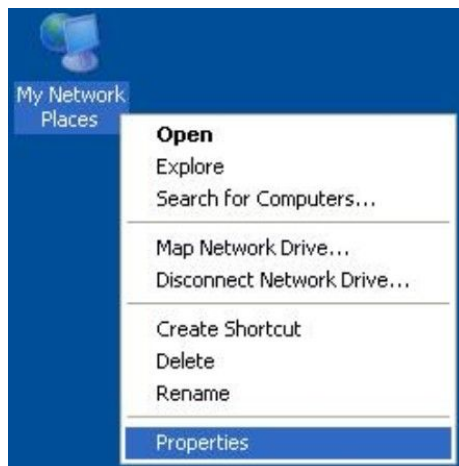 My Network
Places
Open
Explore
Search for Computers...
Map Network Drive...
Disconnect Network Drive...
Create Shortcut
Delete
Rename
Properties